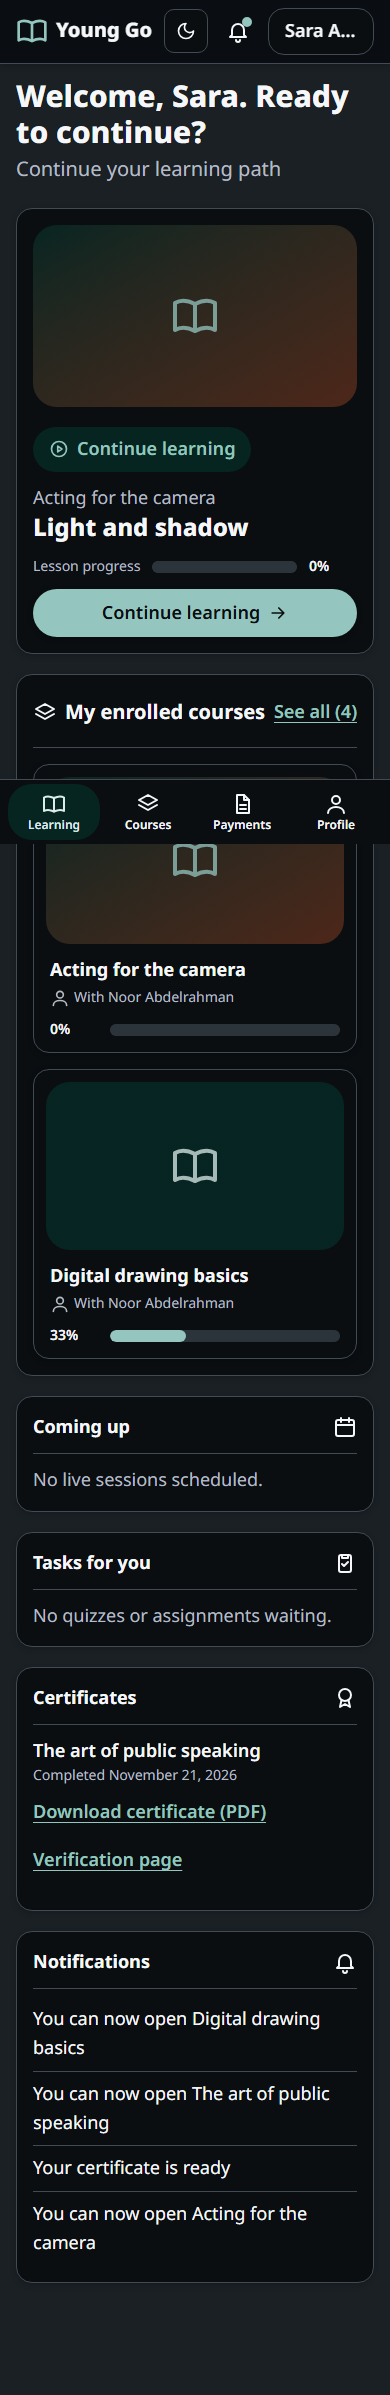 Young Go
Sara A...
Welcome, Sara. Ready
to continue?
Continue your learning path
Continue learning
Acting for the camera
Light and shadow
Lesson progress 0%
Continue learning
My enrolled courses See all (4)
Learning Courses Payments Profile
Acting for the camera
With Noor Abdelrahman
0%
Digital drawing basics
With Noor Abdelrahman
33%
Coming up
No live sessions scheduled.
Tasks for you
No quizzes or assignments waiting.
Certificates
The art of public speaking
Completed November 21, 2026
Download certificate (PDF)
Verification page
Notifications
You can now open Digital drawing
basics
You can now open The art of public
speaking
Your certificate is ready
You can now open Acting for the
camera